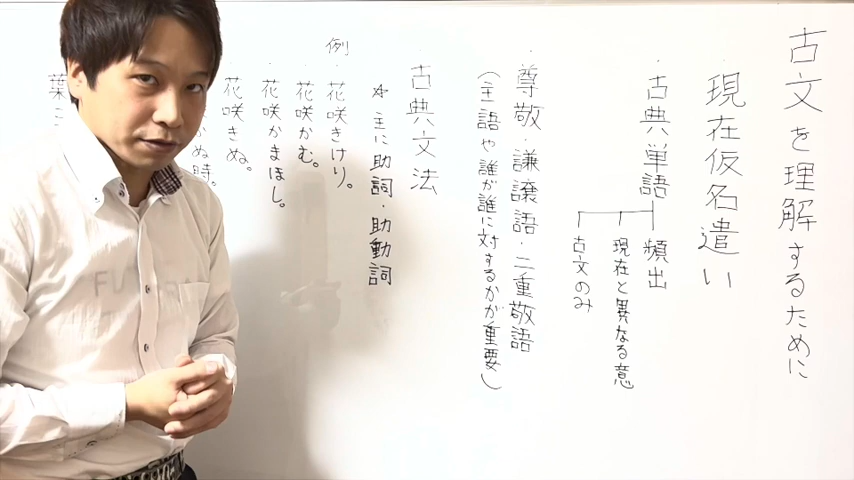 古文を理解するために
現在仮名遣い
・古典単語
頻出
現在と異なる意
古文のみ
・尊敬・謙譲語・二重敬語
(主語や誰が誰に対するかが重要)
古典文法
☆主に助詞・助動詞
例・花咲きけり。
・花咲かむ。
・花咲かまほし。
・花咲きぬ。
かぬ時。
葉